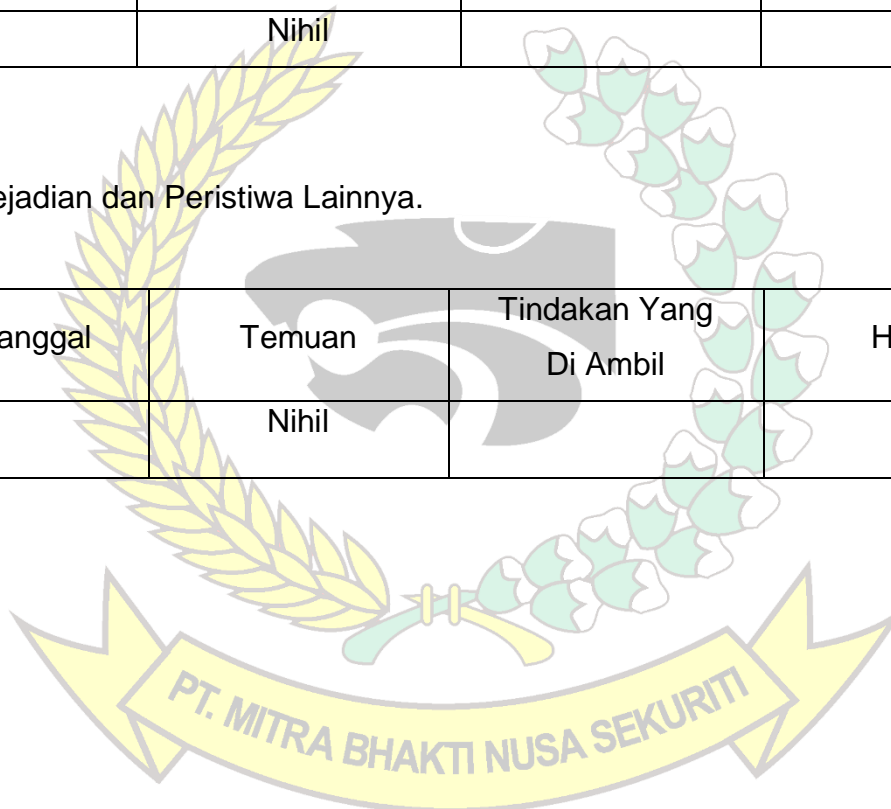 Nihil
ejadian dan Peristiwa Lainnya.
anggal Temuan Tindakan Yang Di Ambil H
Nihil
PT. MITRA BHAKTI NUSA SEKURITI